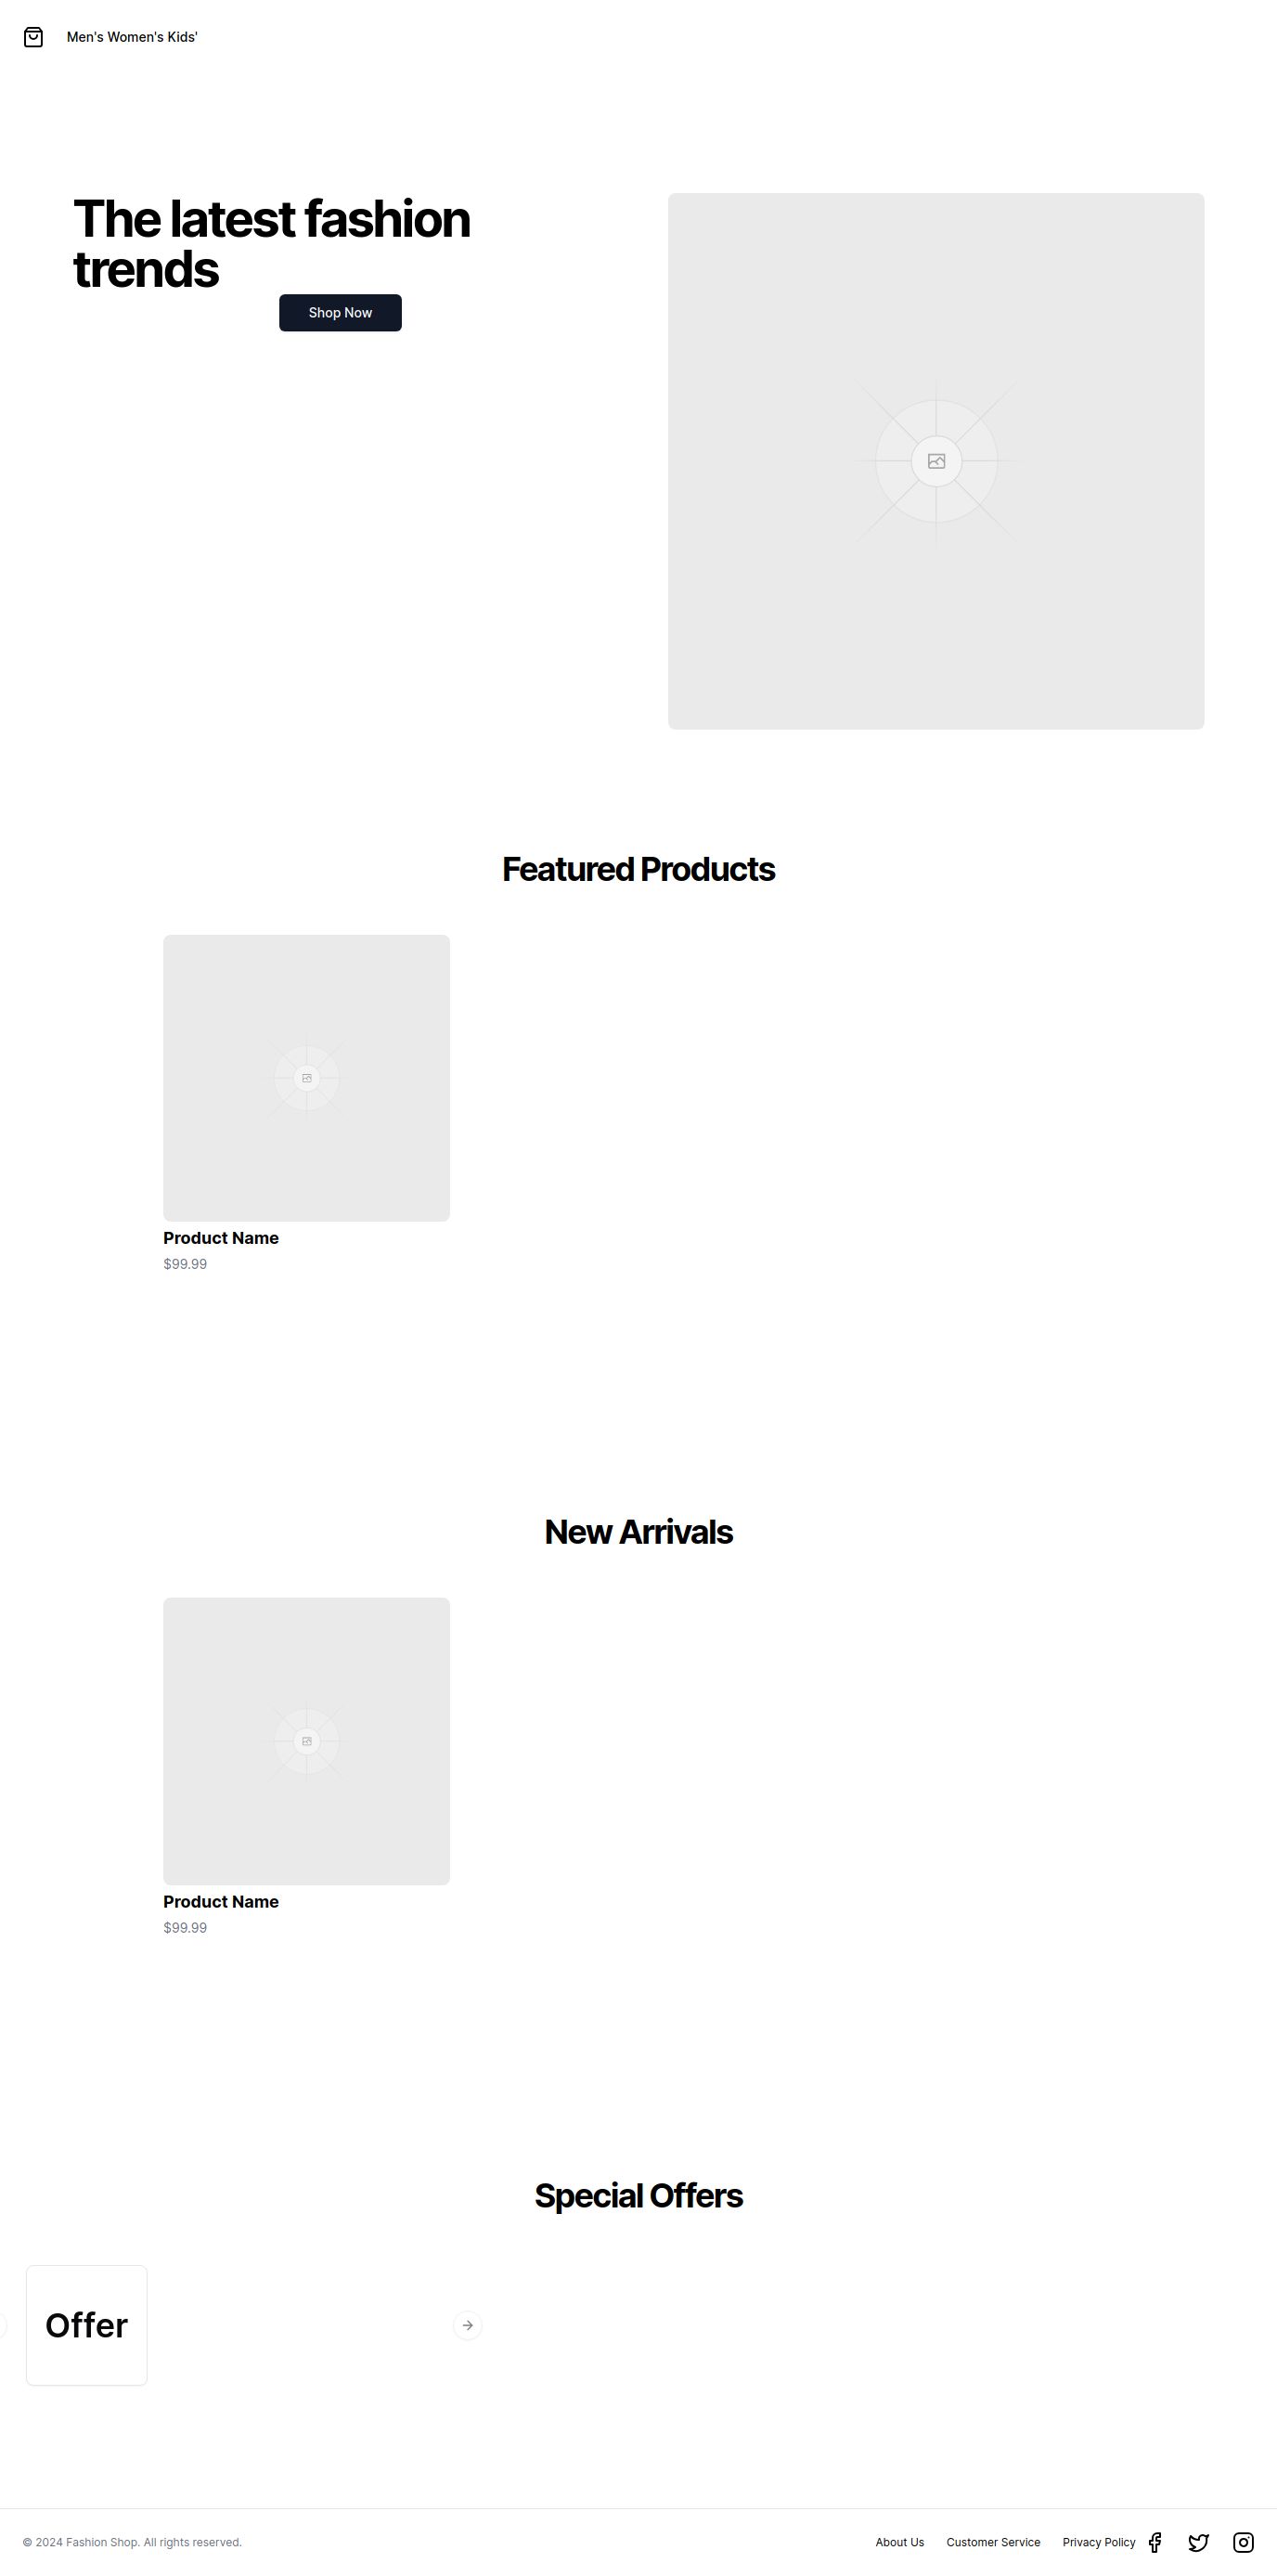 Men's Women's Kids'
The latest fashion
trends
Shop Now
Featured Products
Product Name
$99.99
New Arrivals
Product Name
$99.99
Special Offers
Offer
© 2024 Fashion Shop. All rights reserved.
About Us Customer Service Privacy Policy